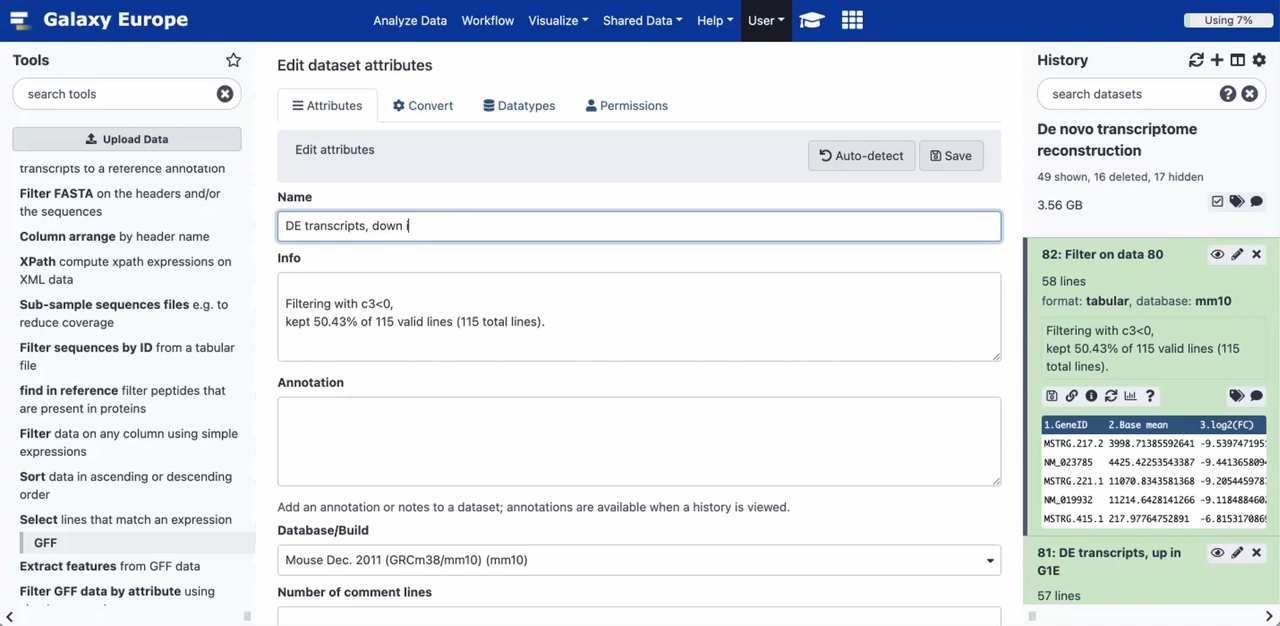 Galaxy Europe
Analyze Data Workflow Visualize Shared Data Help User
Using 7%
Tools
search tools
Upload Data
transcripts to a reference annotation
Filter FASTA on the headers and/or
the sequences
Column arrange by header name
XPath compute xpath expressions on
XML data
Sub-sample sequences files e.g. to
reduce coverage
Filter sequences by ID from a tabular
file
find in reference filter peptides that
are present in proteins
Filter data on any column using simple
expressions
Sort data in ascending or descending
order
Select lines that match an expression
GFF
Extract features from GFF data
Filter GFF data by attribute using
Edit dataset attributes
Attributes Convert Datatypes Permissions
Edit attributes
Auto-detect Save
Name
DE transcripts, down i
Info
Filtering with c3<0,
kept 50.43% of 115 valid lines (115 total lines).
Annotation
Add an annotation or notes to a dataset; annotations are available when a history is viewed.
Database/Build
Mouse Dec. 2011 (GRCm38/mm10) (mm10)
Number of comment lines
History
search datasets
De novo transcriptome
reconstruction
49 shown, 16 deleted, 17 hidden
3.56 GB
82: Filter on data 80
58 lines
format: tabular, database: mm10
Filtering with c3<0,
kept 50.43% of 115 valid lines (115
total lines).
1.GeneID 2.Base mean 3.log2(FC)
MSTRG.217.2 3998.71385592641
NM_023785 4425.42253543387
MSTRG.221.1 11070.8343581368
NM_019932 11214.6428141266
MSTRG.415.1 217.97764752891
81: DE transcripts, up in
G1E
57 lines